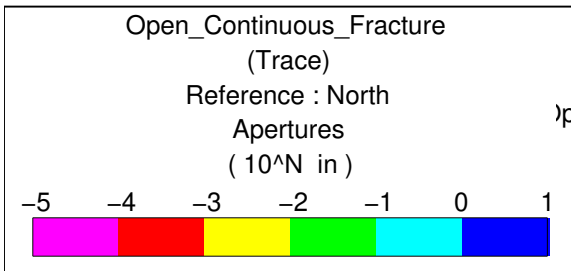 Open_Continuous_Fracture
(Trace)
Reference : North
Apertures
( 10^N  in )
−5 −4 −3 −2 −1 0 1